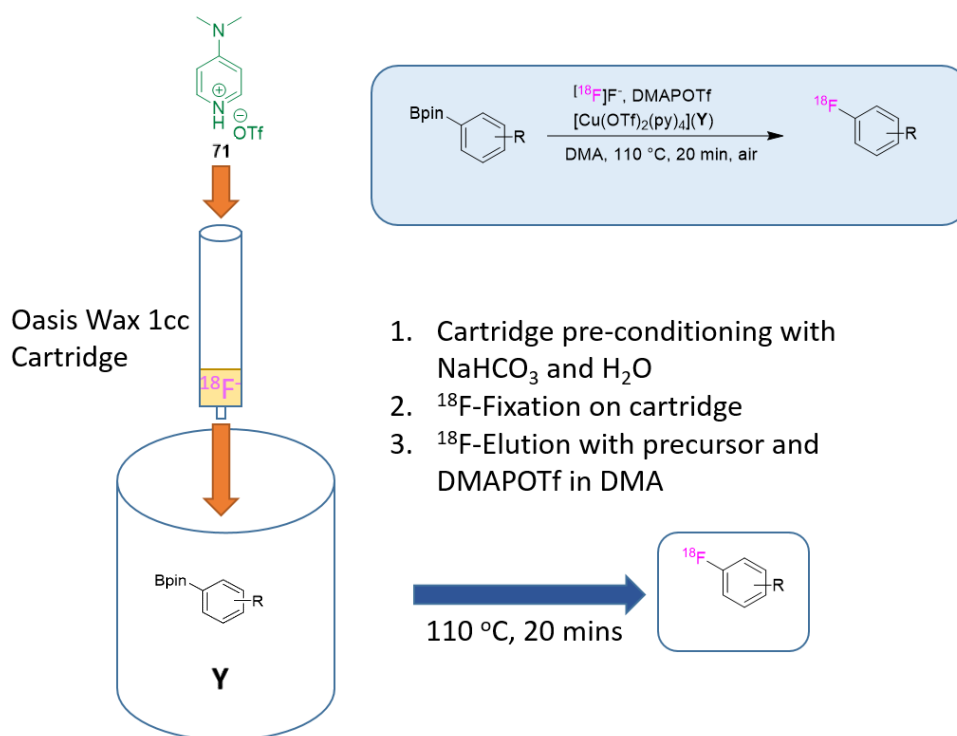 N
N
H
+
−
OTf
71
Oasis Wax 1cc
Cartridge
¹⁸F⁻
Bpin
R
Y
[¹⁸F]F⁻, DMAPOTf
[Cu(OTf)₂(py)₄](Y)
DMA, 110 °C, 20 min, air
Bpin
R
¹⁸F
R
1. Cartridge pre-conditioning with
NaHCO₃ and H₂O
2. ¹⁸F-Fixation on cartridge
3. ¹⁸F-Elution with precursor and
DMAPOTf in DMA
110 °C, 20 mins
¹⁸F
R